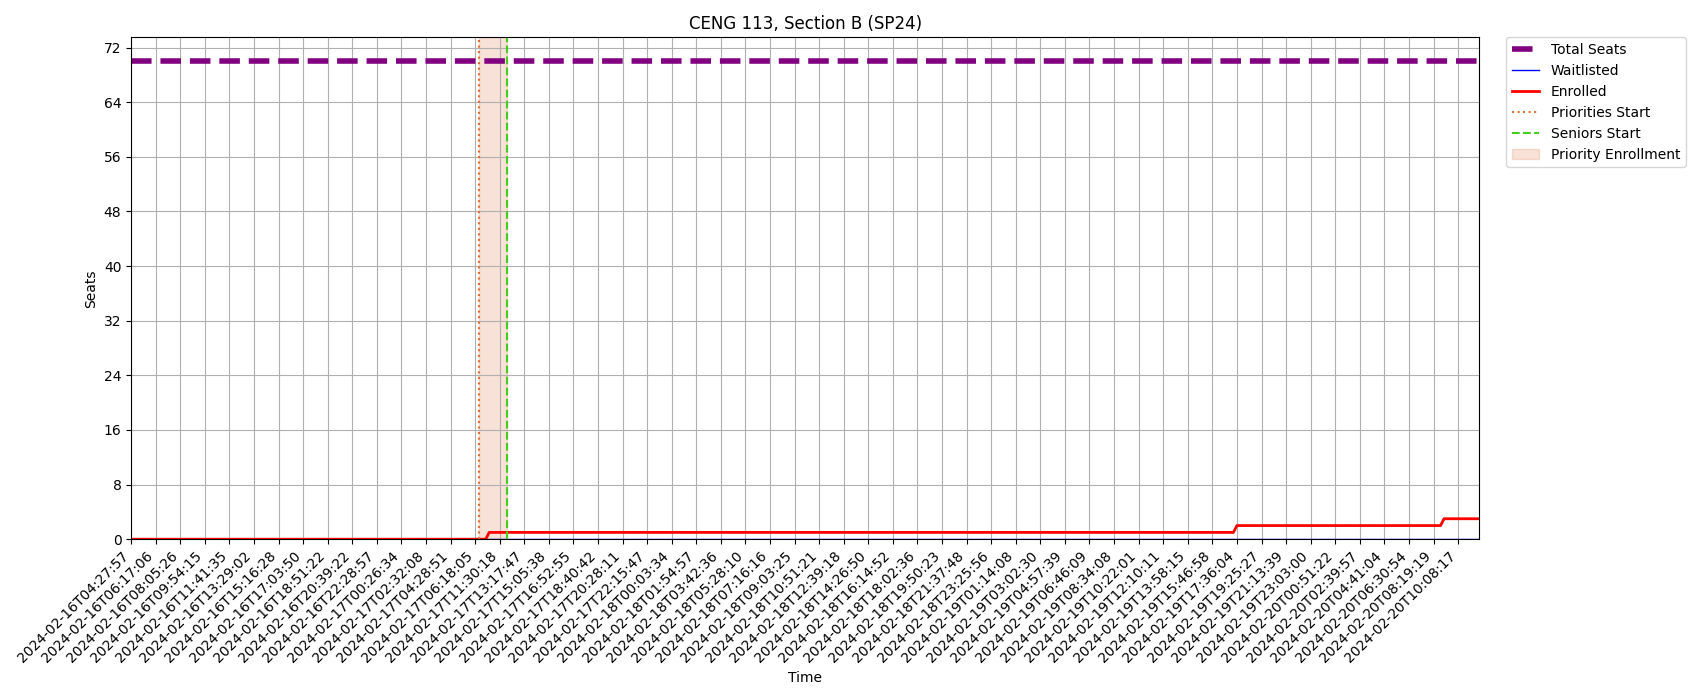 CENG 113, Section B (SP24)
72
64
56
48
40
32
24
16
8
0
Seats
2024-02-16T04:27:57
2024-02-16T06:17:06
2024-02-16T08:05:26
2024-02-16T09:54:15
2024-02-16T11:41:35
2024-02-16T13:29:02
2024-02-16T15:16:28
2024-02-16T17:03:50
2024-02-16T18:51:22
2024-02-16T20:39:22
2024-02-16T22:28:57
2024-02-17T00:26:34
2024-02-17T02:32:08
2024-02-17T04:28:51
2024-02-17T06:18:05
2024-02-17T11:30:18
2024-02-17T13:17:47
2024-02-17T15:05:38
2024-02-17T16:52:55
2024-02-17T18:40:42
2024-02-17T20:28:11
2024-02-17T22:15:47
2024-02-18T00:03:34
2024-02-18T01:54:57
2024-02-18T03:42:36
2024-02-18T05:28:10
2024-02-18T07:16:16
2024-02-18T09:03:25
2024-02-18T10:51:21
2024-02-18T12:39:18
2024-02-18T14:26:50
2024-02-18T16:14:52
2024-02-18T18:02:36
2024-02-18T19:50:23
2024-02-18T21:37:48
2024-02-18T23:25:56
2024-02-19T01:14:08
2024-02-19T03:02:30
2024-02-19T04:57:39
2024-02-19T06:46:09
2024-02-19T08:34:08
2024-02-19T10:22:01
2024-02-19T12:10:11
2024-02-19T13:58:15
2024-02-19T15:46:58
2024-02-19T17:36:04
2024-02-19T19:25:27
2024-02-19T21:13:39
2024-02-19T23:03:00
2024-02-20T00:51:22
2024-02-20T02:39:57
2024-02-20T04:41:04
2024-02-20T06:30:54
2024-02-20T08:19:19
2024-02-20T10:08:17
Time
Total Seats
Waitlisted
Enrolled
Priorities Start
Seniors Start
Priority Enrollment